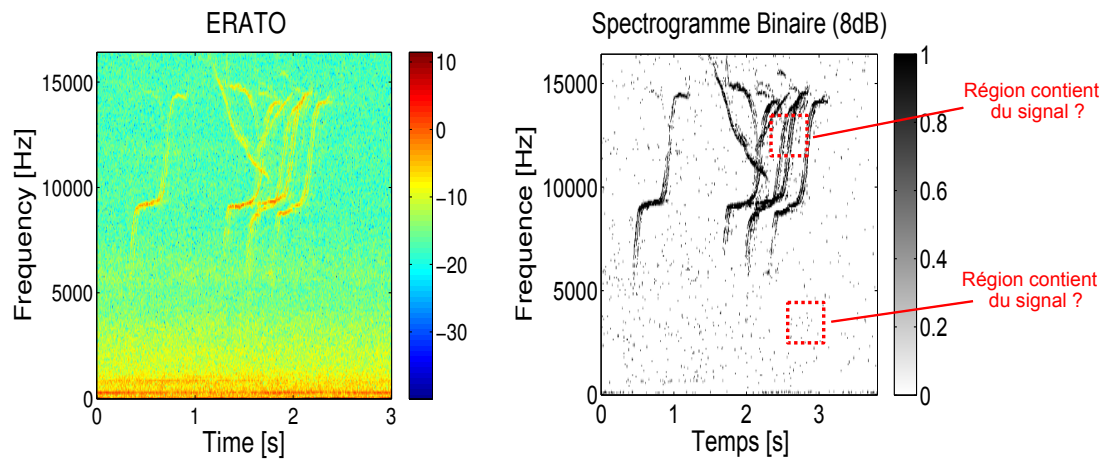 ERATO
15000
10000
5000
0
Frequency [Hz]
0
1
2
3
Time [s]
10
0
−10
−20
−30
Spectrogramme Binaire (8dB)
15000
10000
5000
0
Frequence [Hz]
0
1
2
3
Temps [s]
1
0.8
0.6
0.4
0.2
0
Région contient
du signal ?
Région contient
du signal ?